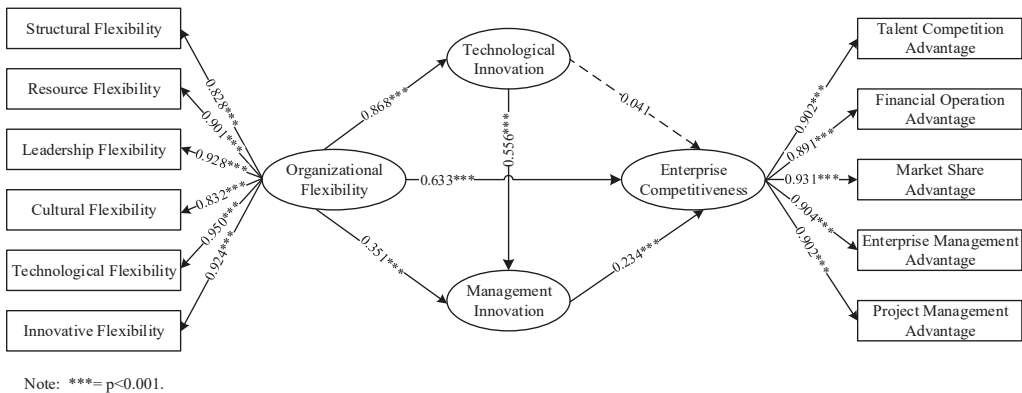 Structural Flexibility
Resource Flexibility
Leadership Flexibility
Cultural Flexibility
Technological Flexibility
Innovative Flexibility
0.828***
0.901***
0.928***
0.832***
0.950***
0.924***
Organizational
Flexibility
0.868***
0.633***
0.351***
Technological
Innovation
0.556***
Management
Innovation
0.041
0.234***
Enterprise
Competitiveness
0.902***
0.891***
0.931***
0.904***
0.902***
Talent Competition
Advantage
Financial Operation
Advantage
Market Share
Advantage
Enterprise Management
Advantage
Project Management
Advantage
Note: ***= p<0.001.